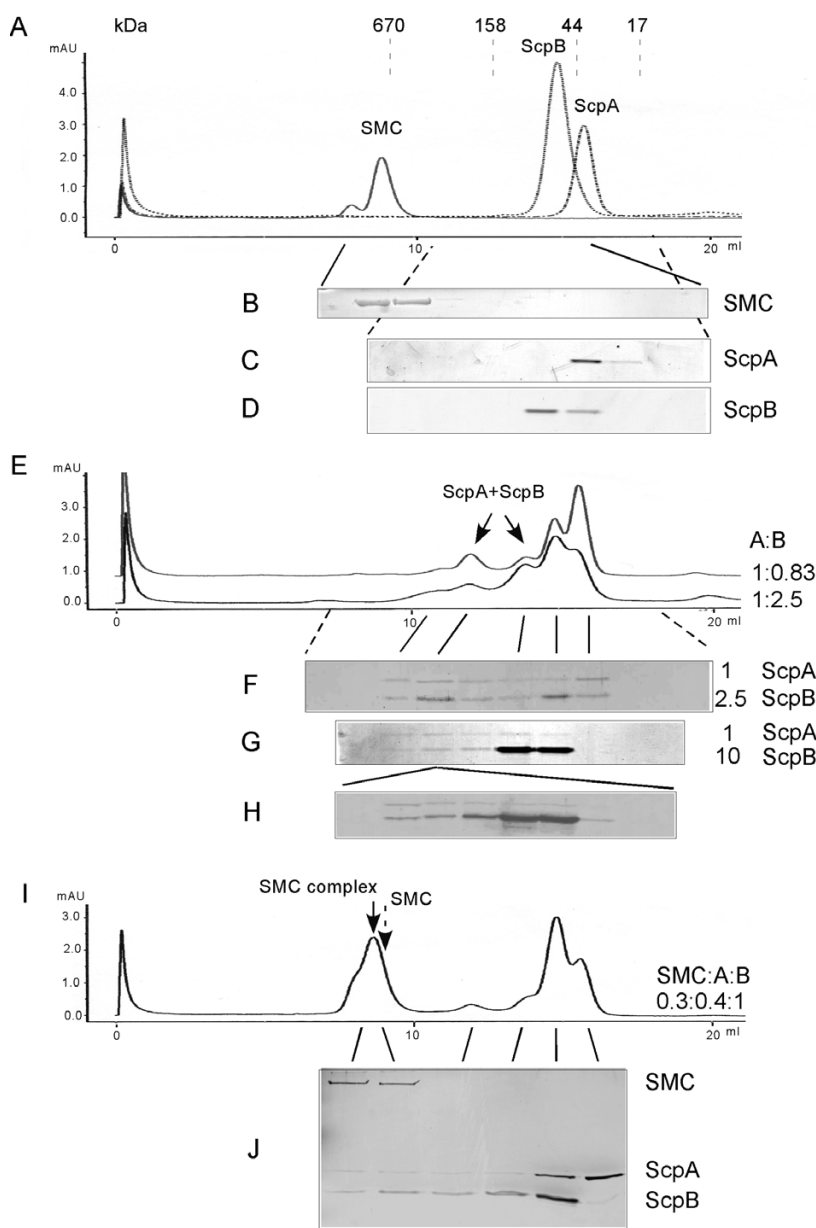 A
kDa 670 158 44 17
mAU
ScpB
ScpA
SMC
4.0
3.0
2.0
1.0
0.0
0 10 20 ml
B SMC
C ScpA
D ScpB
E
mAU
ScpA+ScpB
3.0
2.0
1.0
0.0
A:B
1:0.83
1:2.5
0 10 20 ml
F 1 ScpA
2.5 ScpB
G 1 ScpA
10 ScpB
H
I
mAU
SMC complex
SMC
3.0
2.0
1.0
0.0
SMC:A:B
0.3:0.4:1
0 10 20 ml
SMC
J
ScpA
ScpB